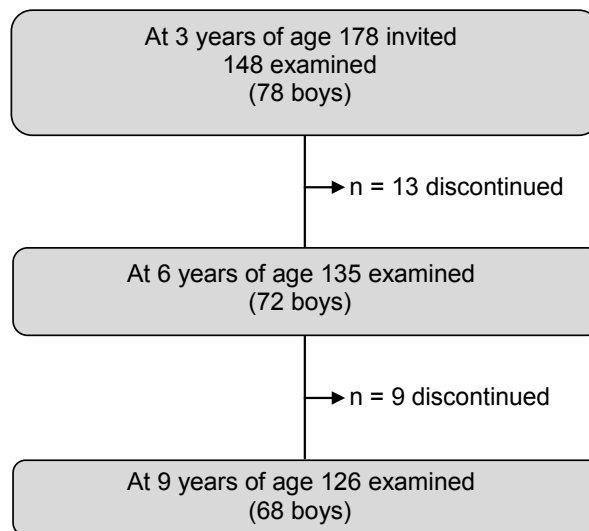 At 3 years of age 178 invited
148 examined
(78 boys)
n = 13 discontinued
At 6 years of age 135 examined
(72 boys)
n = 9 discontinued
At 9 years of age 126 examined
(68 boys)